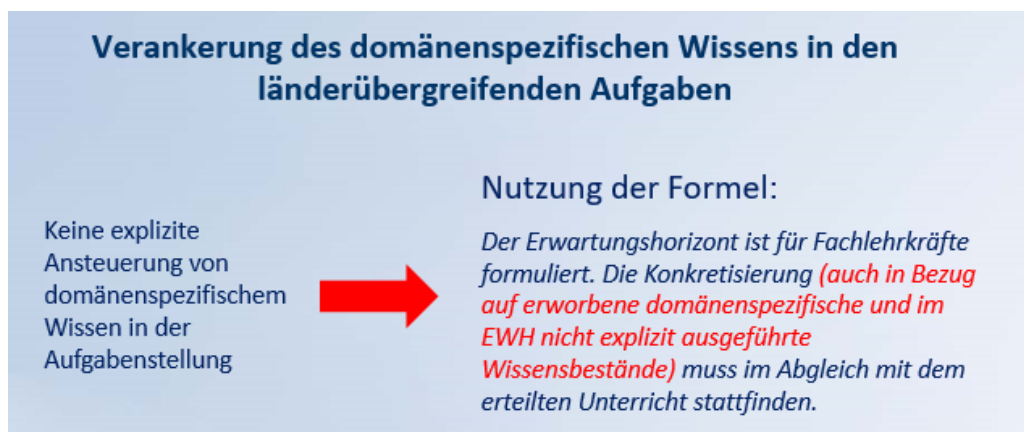 Verankerung des domänenspezifischen Wissens in den
länderübergreifenden Aufgaben
Keine explizite
Ansteuerung von
domänenspezifischem
Wissen in der
Aufgabenstellung
Nutzung der Formel:
Der Erwartungshorizont ist für Fachlehrkräfte
formuliert. Die Konkretisierung (auch in Bezug
auf erworbene domänenspezifische und im
EWH nicht explizit ausgeführte
Wissensbestände) muss im Abgleich mit dem
erteilten Unterricht stattfinden.